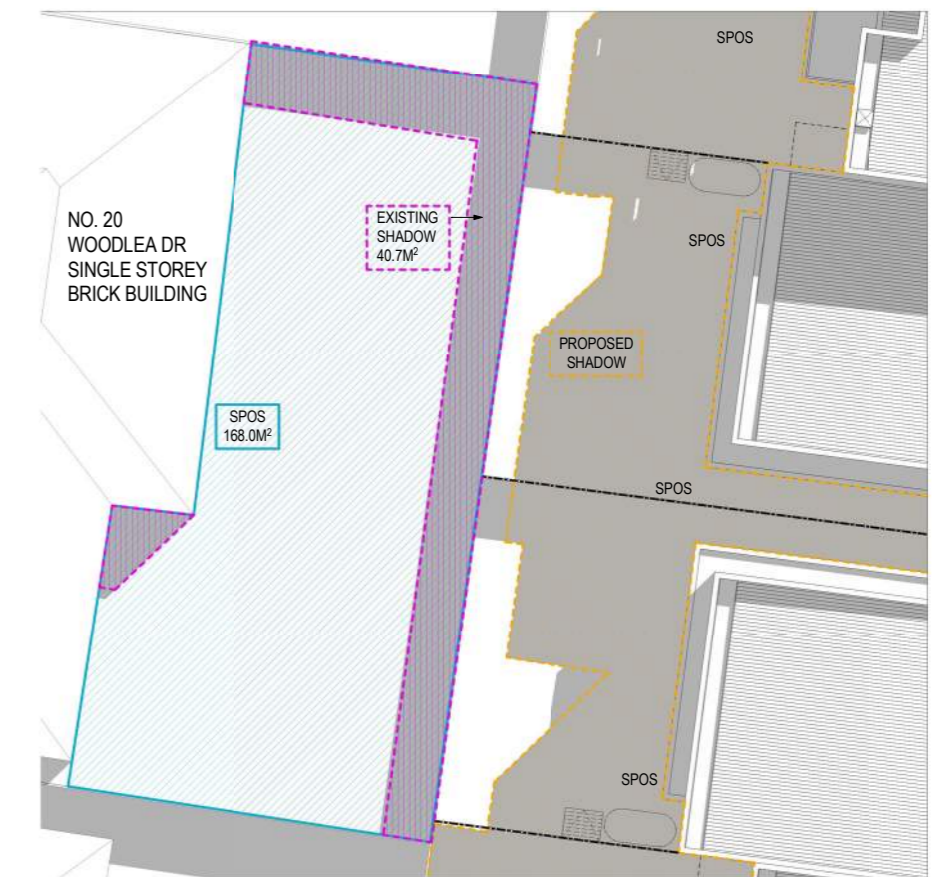 SPOS
NO. 20
WOODLEA DR
SINGLE STOREY
BRICK BUILDING
EXISTING
SHADOW
40.7M²
SPOS
PROPOSED
SHADOW
SPOS
168.0M²
SPOS
SPOS